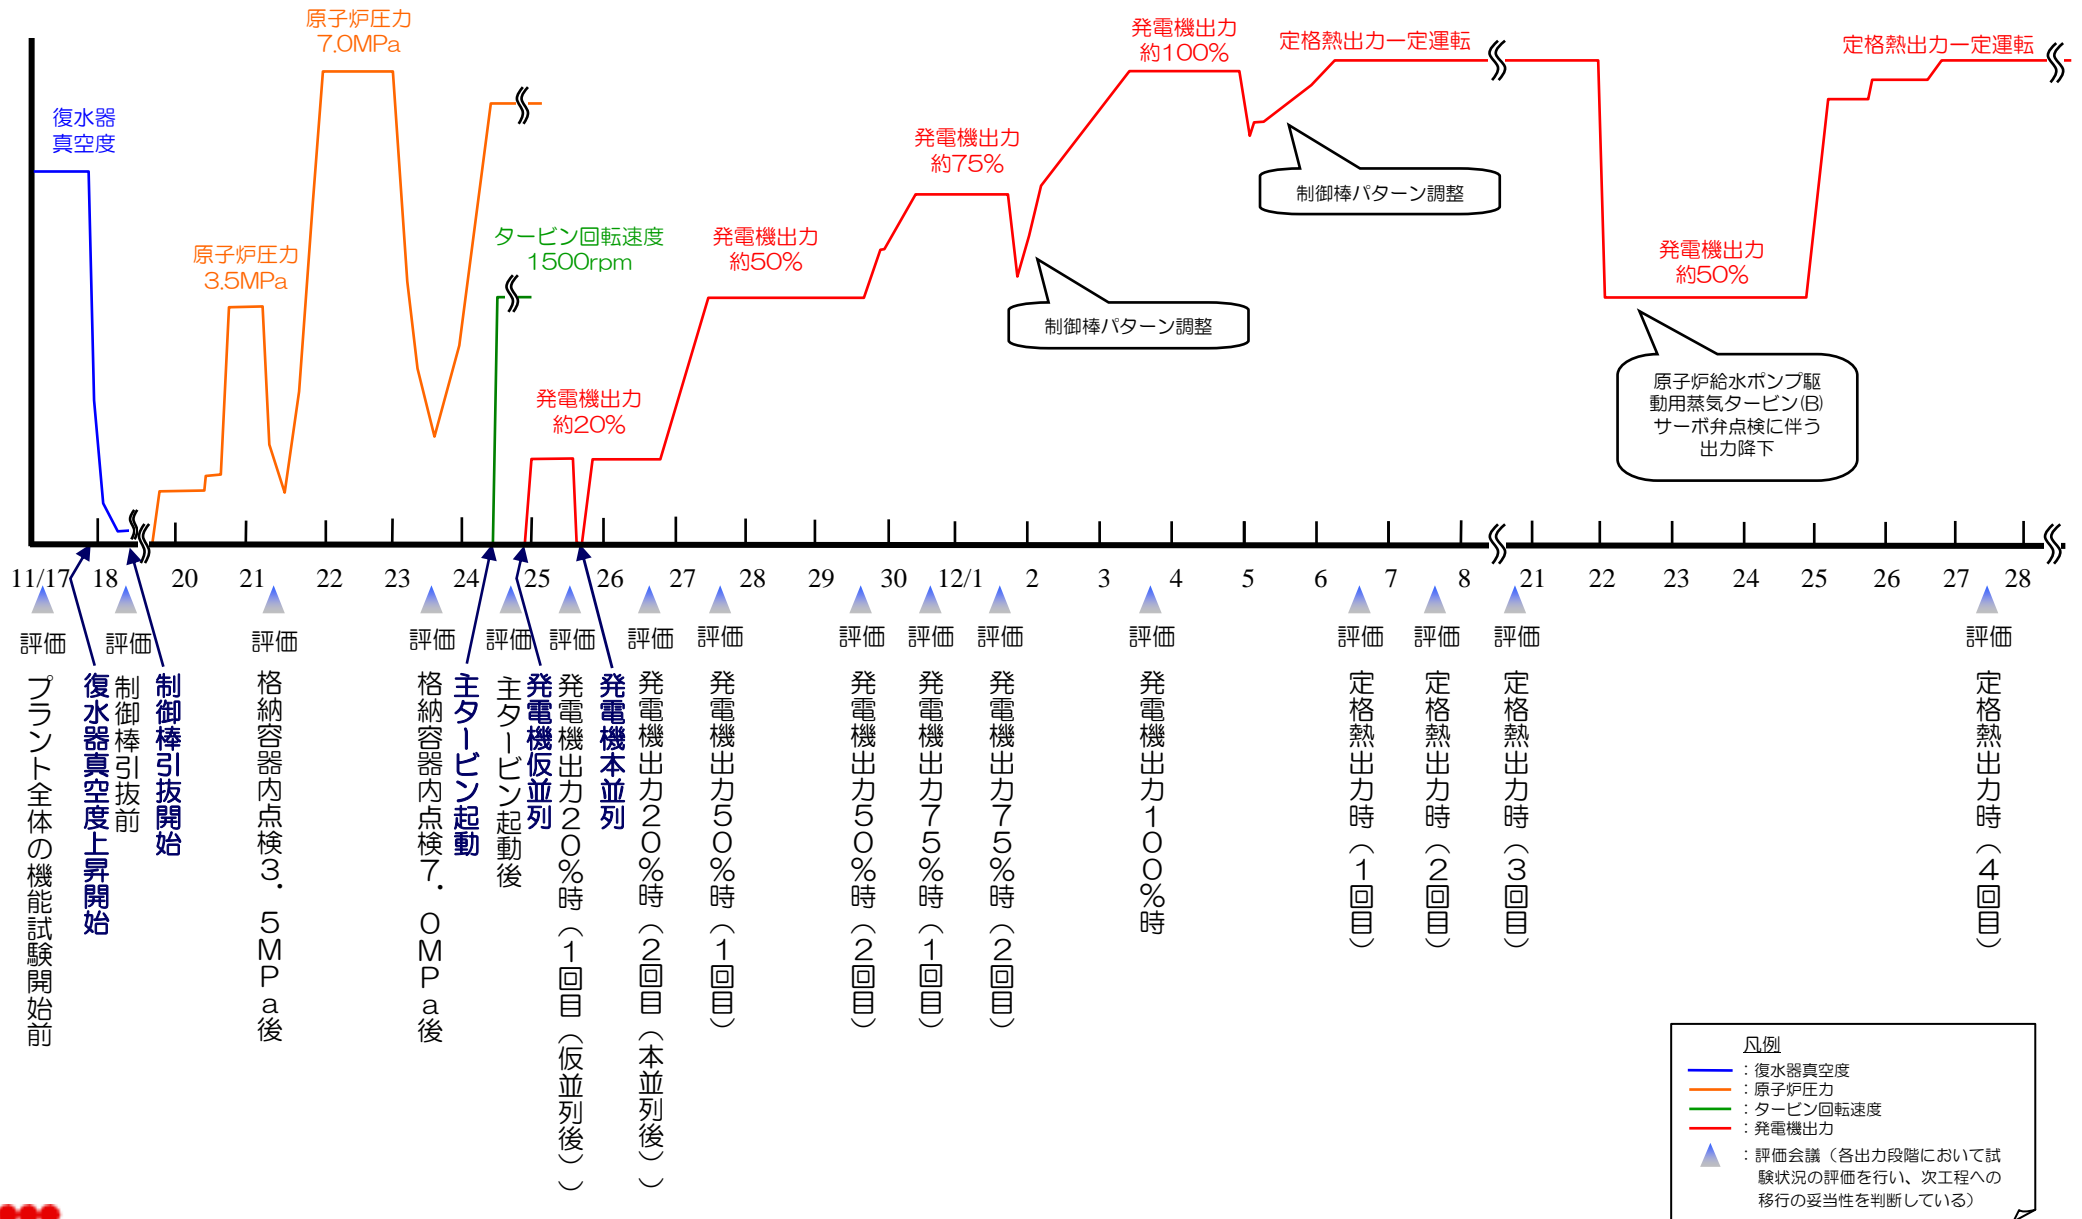 原子炉圧力
7.0MPa
発電機出力
約100%
定格熱出力一定運転
定格熱出力一定運転
復水器
真空度
発電機出力
約75%
制御棒パターン調整
原子炉圧力
3.5MPa
タービン回転速度
1500rpm
発電機出力
約50%
発電機出力
約50%
制御棒パターン調整
発電機出力
約20%
原子炉給水ポンプ駆
動用蒸気タービン(B)
サーボ弁点検に伴う
出力降下
11/17 18 20 21 22 23 24 25 26 27 28 29 30 12/1 2 3 4 5 6 7 8 21 22 23 24 25 26 27 28
評価 評価 評価 評価 評価 評価 評価 評価 評価 評価 評価 評価 評価 評価 評価 評価
プラント全体の機能試験開始前
復水器真空度上昇開始
制御棒引抜前
制御棒引抜開始
格納容器内点検3.5MPa後
格納容器内点検7.0MPa後
主タービン起動
主タービン起動後
発電機仮並列
発電機出力20%時(1回目(仮並列後))
発電機本並列
発電機出力20%時(2回目(本並列後))
発電機出力50%時(1回目)
発電機出力50%時(2回目)
発電機出力75%時(1回目)
発電機出力75%時(2回目)
発電機出力100%時
定格熱出力時(1回目)
定格熱出力時(2回目)
定格熱出力時(3回目)
定格熱出力時(4回目)
凡例
:復水器真空度
:原子炉圧力
:タービン回転速度
:発電機出力
:評価会議(各出力段階において試
験状況の評価を行い、次工程への
移行の妥当性を判断している)